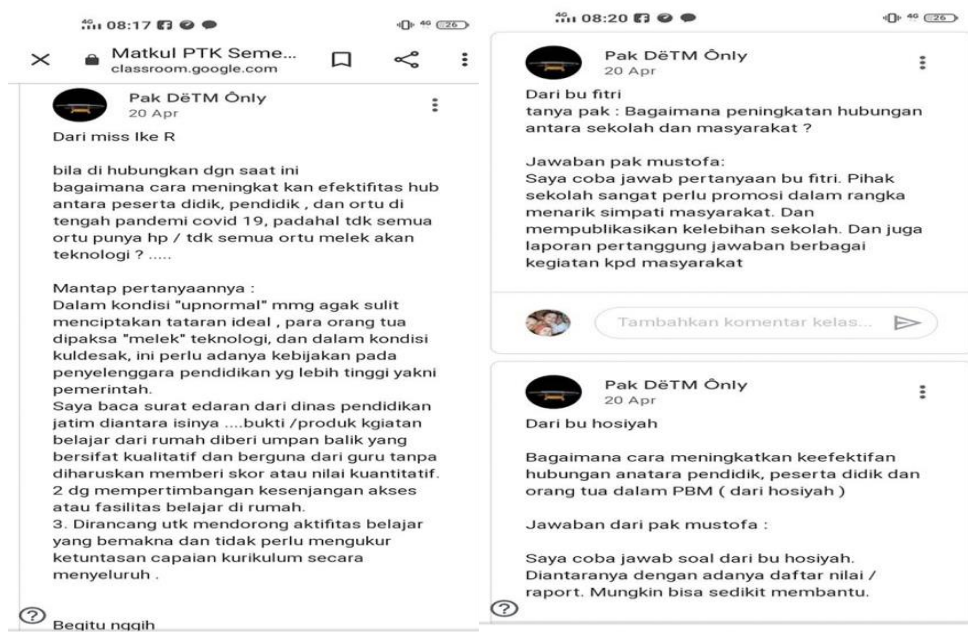 4G 08:17
4G 26
Matkul PTK Seme...
classroom.google.com
Pak DëTM Ônly
20 Apr
Dari miss Ike R
bila di hubungkan dgn saat ini
bagaimana cara meningkat kan efektifitas hub
antara peserta didik, pendidik , dan ortu di
tengah pandemi covid 19, padahal tdk semua
ortu punya hp / tdk semua ortu melek akan
teknologi ? .....
Mantap pertanyaannya :
Dalam kondisi "upnormal" mmg agak sulit
menciptakan tataran ideal , para orang tua
dipaksa "melek" teknologi, dan dalam kondisi
kuldesak, ini perlu adanya kebijakan pada
penyelenggara pendidikan yg lebih tinggi yakni
pemerintah.
Saya baca surat edaran dari dinas pendidikan
jatim diantara isinya ....bukti /produk kgiatan
belajar dari rumah diberi umpan balik yang
bersifat kualitatif dan berguna dari guru tanpa
diharuskan memberi skor atau nilai kuantitatif.
2 dg mempertimbangan kesenjangan akses
atau fasilitas belajar di rumah.
3. Dirancang utk mendorong aktifitas belajar
yang bemakna dan tidak perlu mengukur
ketuntasan capaian kurikulum secara
menyeluruh .
Begitu nggih
4G 08:20
4G 26
Pak DëTM Ônly
20 Apr
Dari bu fitri
tanya pak : Bagaimana peningkatan hubungan
antara sekolah dan masyarakat ?
Jawaban pak mustofa:
Saya coba jawab pertanyaan bu fitri. Pihak
sekolah sangat perlu promosi dalam rangka
menarik simpati masyarakat. Dan
mempublikasikan kelebihan sekolah. Dan juga
laporan pertanggung jawaban berbagai
kegiatan kpd masyarakat
Tambahkan komentar kelas...
Pak DëTM Ônly
20 Apr
Dari bu hosiyah
Bagaimana cara meningkatkan keefektifan
hubungan anatara pendidik, peserta didik dan
orang tua dalam PBM ( dari hosiyah )
Jawaban dari pak mustofa :
Saya coba jawab soal dari bu hosiyah.
Diantaranya dengan adanya daftar nilai /
raport. Mungkin bisa sedikit membantu.